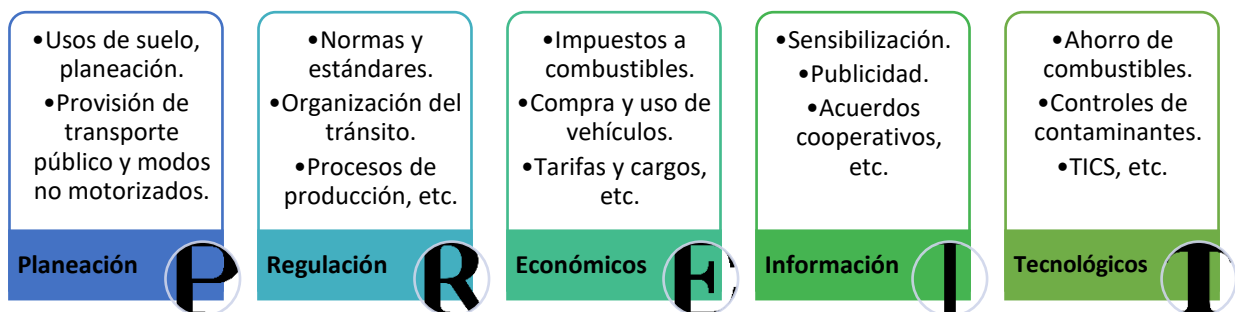 •Usos de suelo,
planeación.
•Provisión de
transporte
público y modos
no motorizados.
Planeación
P
•Normas y
estándares.
•Organización del
tránsito.
•Procesos de
producción, etc.
Regulación
R
•Impuestos a
combustibles.
•Compra y uso de
vehículos.
•Tarifas y cargos,
etc.
Económicos
E
•Sensibilización.
•Publicidad.
•Acuerdos
cooperativos,
etc.
Información
I
•Ahorro de
combustibles.
•Controles de
contaminantes.
•TICS, etc.
Tecnológicos
T